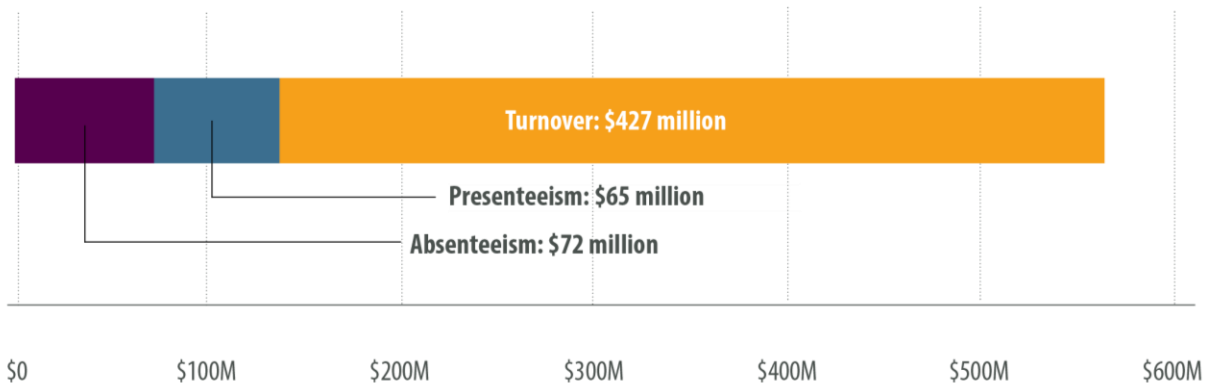 Turnover: $427 million
Presenteeism: $65 million
Absenteeism: $72 million
$0 $100M $200M $300M $400M $500M $600M